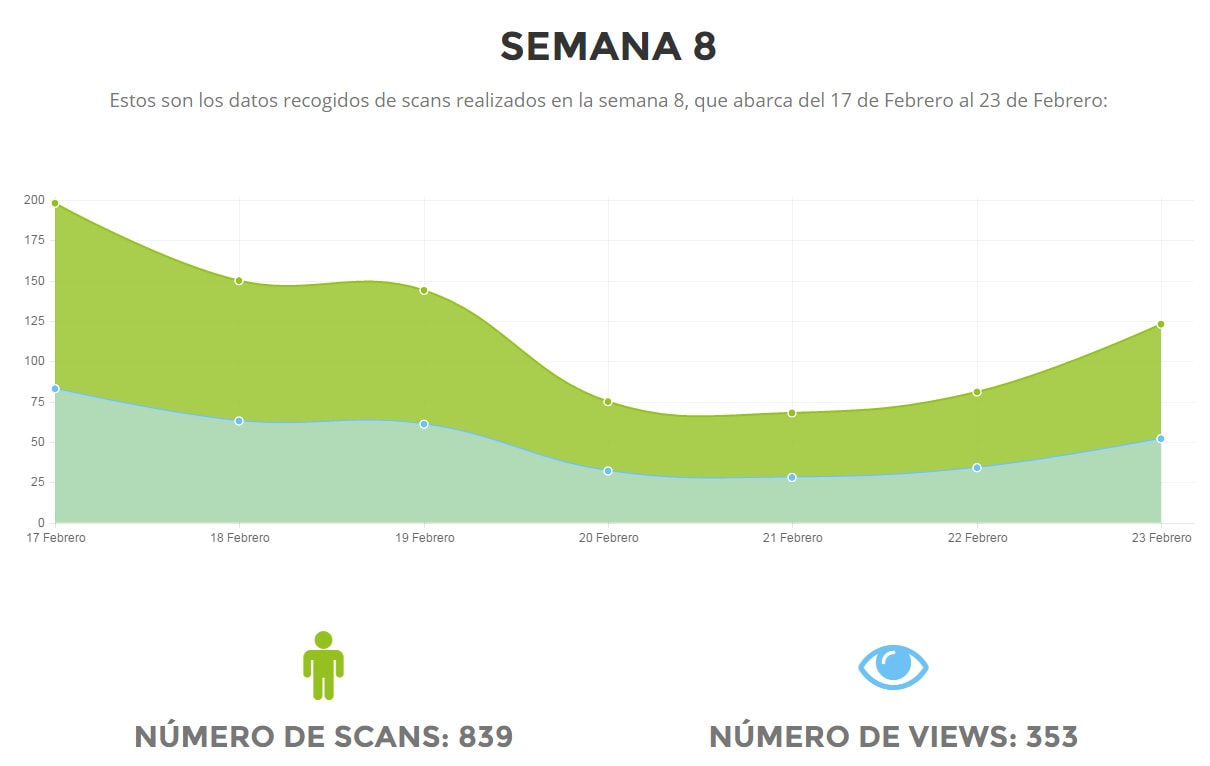 SEMANA 8
Estos son los datos recogidos de scans realizados en la semana 8, que abarca del 17 de Febrero al 23 de Febrero:
200
175
150
125
100
75
50
25
0
17 Febrero 18 Febrero 19 Febrero 20 Febrero 21 Febrero 22 Febrero 23 Febrero
NÚMERO DE SCANS: 839 NÚMERO DE VIEWS: 353